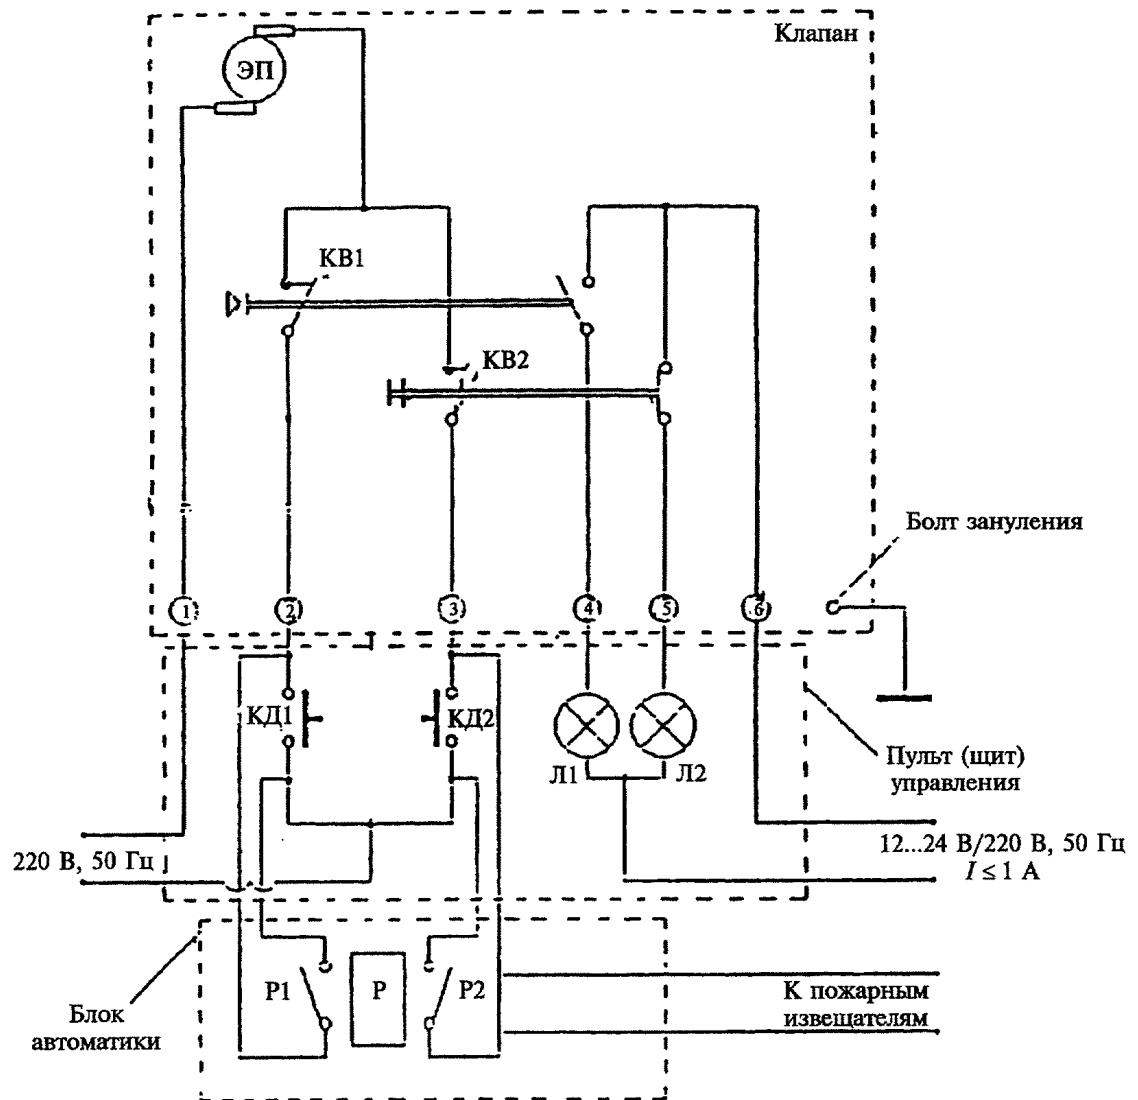 Клапан
ЭП
КВ1
КВ2
Болт зануления
1
2
3
4
5
6
КД1
КД2
Л1
Л2
Пульт (щит)
управления
220 В, 50 Гц
12...24 В/220 В, 50 Гц
I ≤ 1 А
Р1
Р
Р2
К пожарным
извещателям
Блок
автоматики